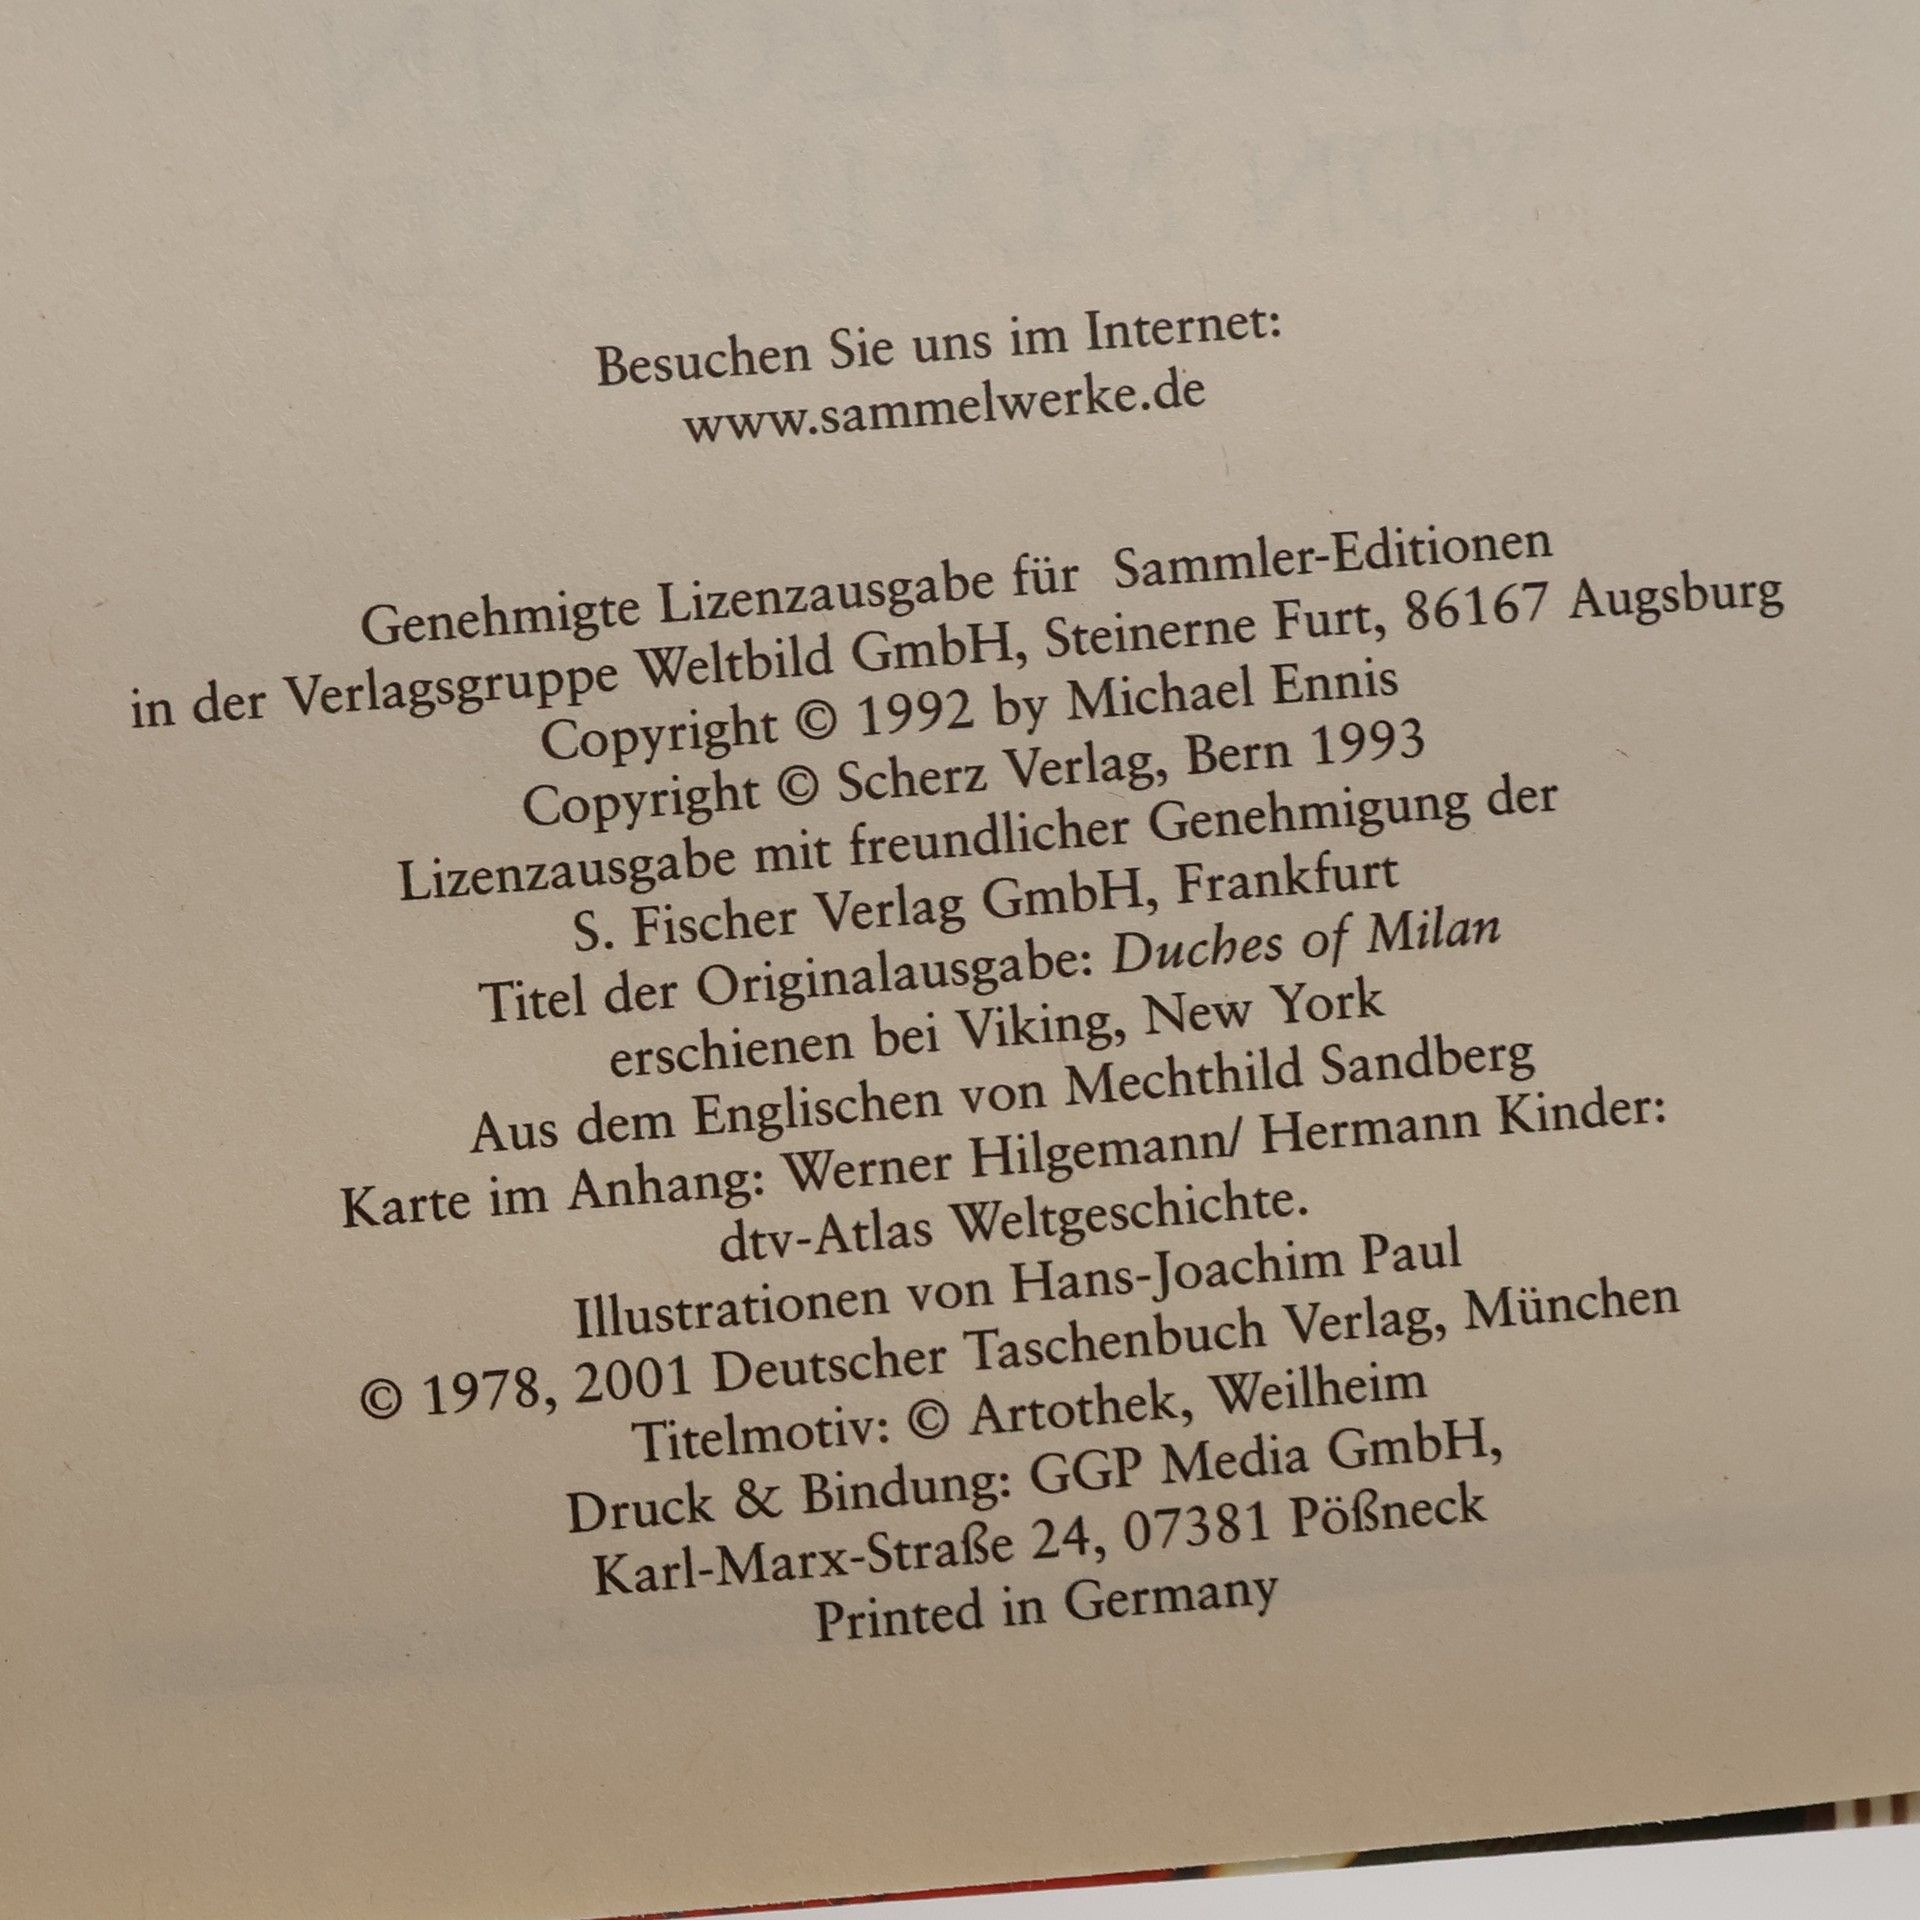 Besuchen Sie uns im Internet:
www.sammelwerke.de
Genehmigte Lizenzausgabe für Sammler-Editionen
in der Verlagsgruppe Weltbild GmbH, Steinerne Furt, 86167 Augsburg
Copyright © 1992 by Michael Ennis
Copyright © Scherz Verlag, Bern 1993
Lizenzausgabe mit freundlicher Genehmigung der
S. Fischer Verlag GmbH, Frankfurt
Titel der Originalausgabe: Duches of Milan
erschienen bei Viking, New York
Aus dem Englischen von Mechthild Sandberg
Karte im Anhang: Werner Hilgemann/ Hermann Kinder:
dtv-Atlas Weltgeschichte.
Illustrationen von Hans-Joachim Paul
© 1978, 2001 Deutscher Taschenbuch Verlag, München
Titelmotiv: © Artothek, Weilheim
Druck & Bindung: GGP Media GmbH,
Karl-Marx-Straße 24, 07381 Pößneck
Printed in Germany